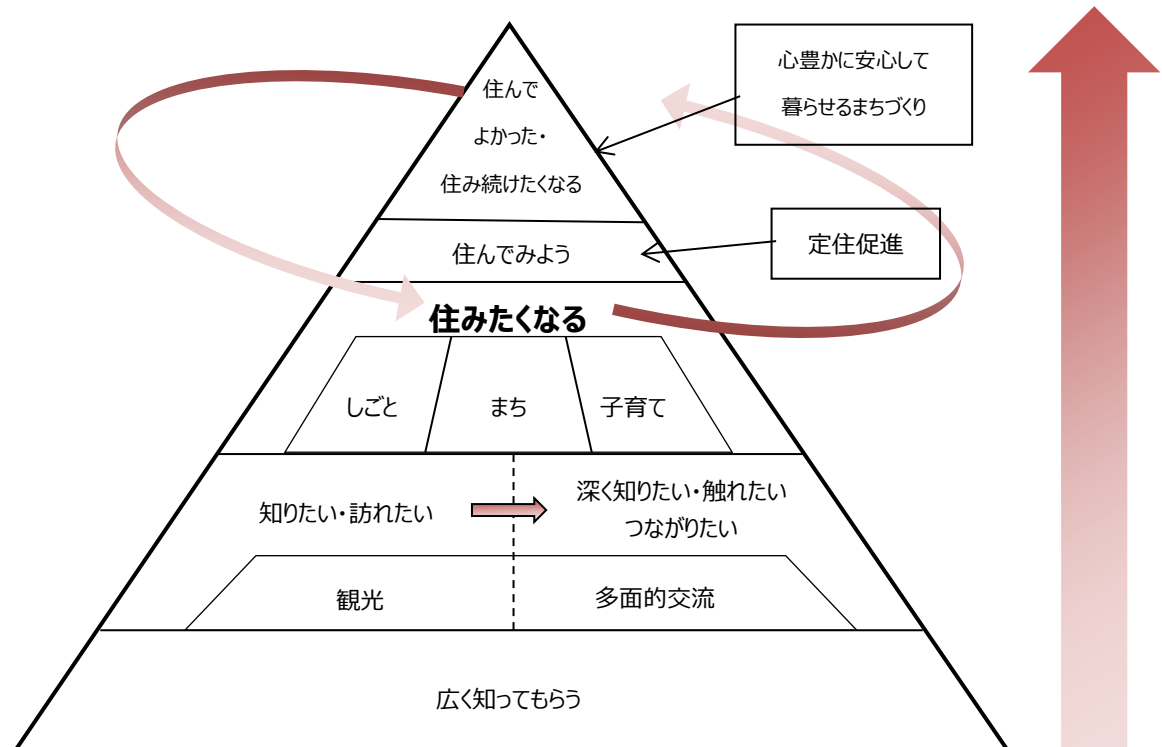 住んで
よかった・
住み続けたくなる
心豊かに安心して
暮らせるまちづくり
住んでみよう
定住促進
住みたくなる
しごと
まち
子育て
知りたい・訪れたい
深く知りたい・触れたい
つながりたい
観光
多面的交流
広く知ってもらう